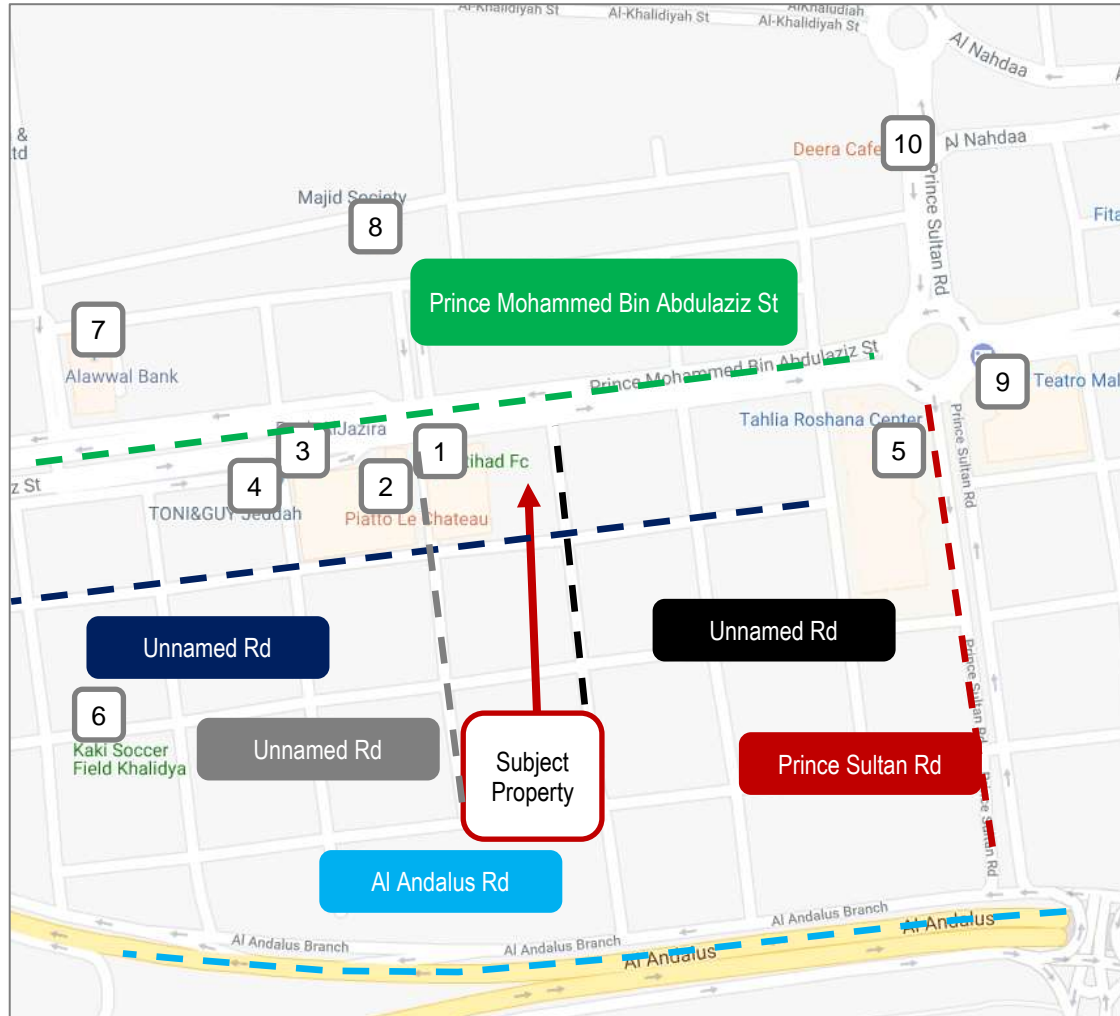 Al-Khalidiyah St
Al-Khalidiyah St
AlKhaludiah
Al-Khalidiyah St
Al Nahdaa
Deera Cafe
10
Al Nahdaa
Prince Sultan Rd
Majid Society
8
Fita
Prince Mohammed Bin Abdulaziz St
7
Alawwal Bank
Prince Mohammed Bin Abdulaziz St
9
Teatro Mal
Tahlia Roshana Center
5
Prince Sultan Rd
AlJazira
3
1
tihad Fc
4
2
z St
TONI&GUY Jeddah
Piatto Le Chateau
Unnamed Rd
Unnamed Rd
6
Kaki Soccer
Field Khalidya
Unnamed Rd
Subject
Property
Prince Sultan Rd
Prince Sultan Rd
Prince Sultan Rd
Al Andalus Rd
Al Andalus Branch
Al Andalus Branch
Al Andalus Branch
Al Andalus
Al Andalus